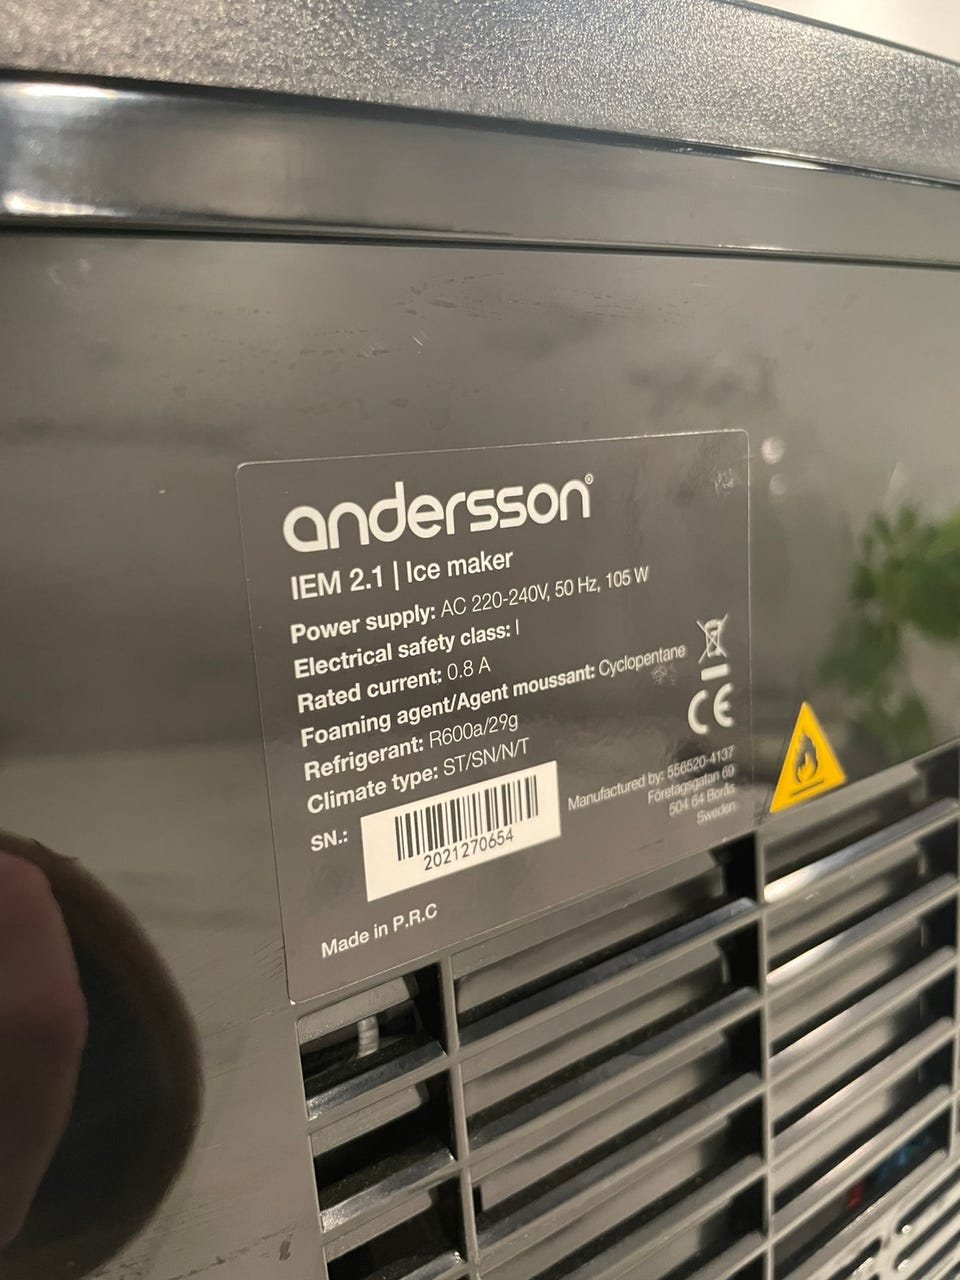 andersson®
IEM 2.1 | Ice maker
Power supply: AC 220-240V, 50 Hz, 105 W
Electrical safety class: I
Rated current: 0.8 A
Foaming agent/Agent moussant: Cyclopentane
Refrigerant: R600a/29g
Climate type: ST/SN/N/T
SN.:
2021270654
CE
Manufactured by: 556520-4137
Företagsgatan 69
504 64 Borås
Sweden
Made in P.R.C